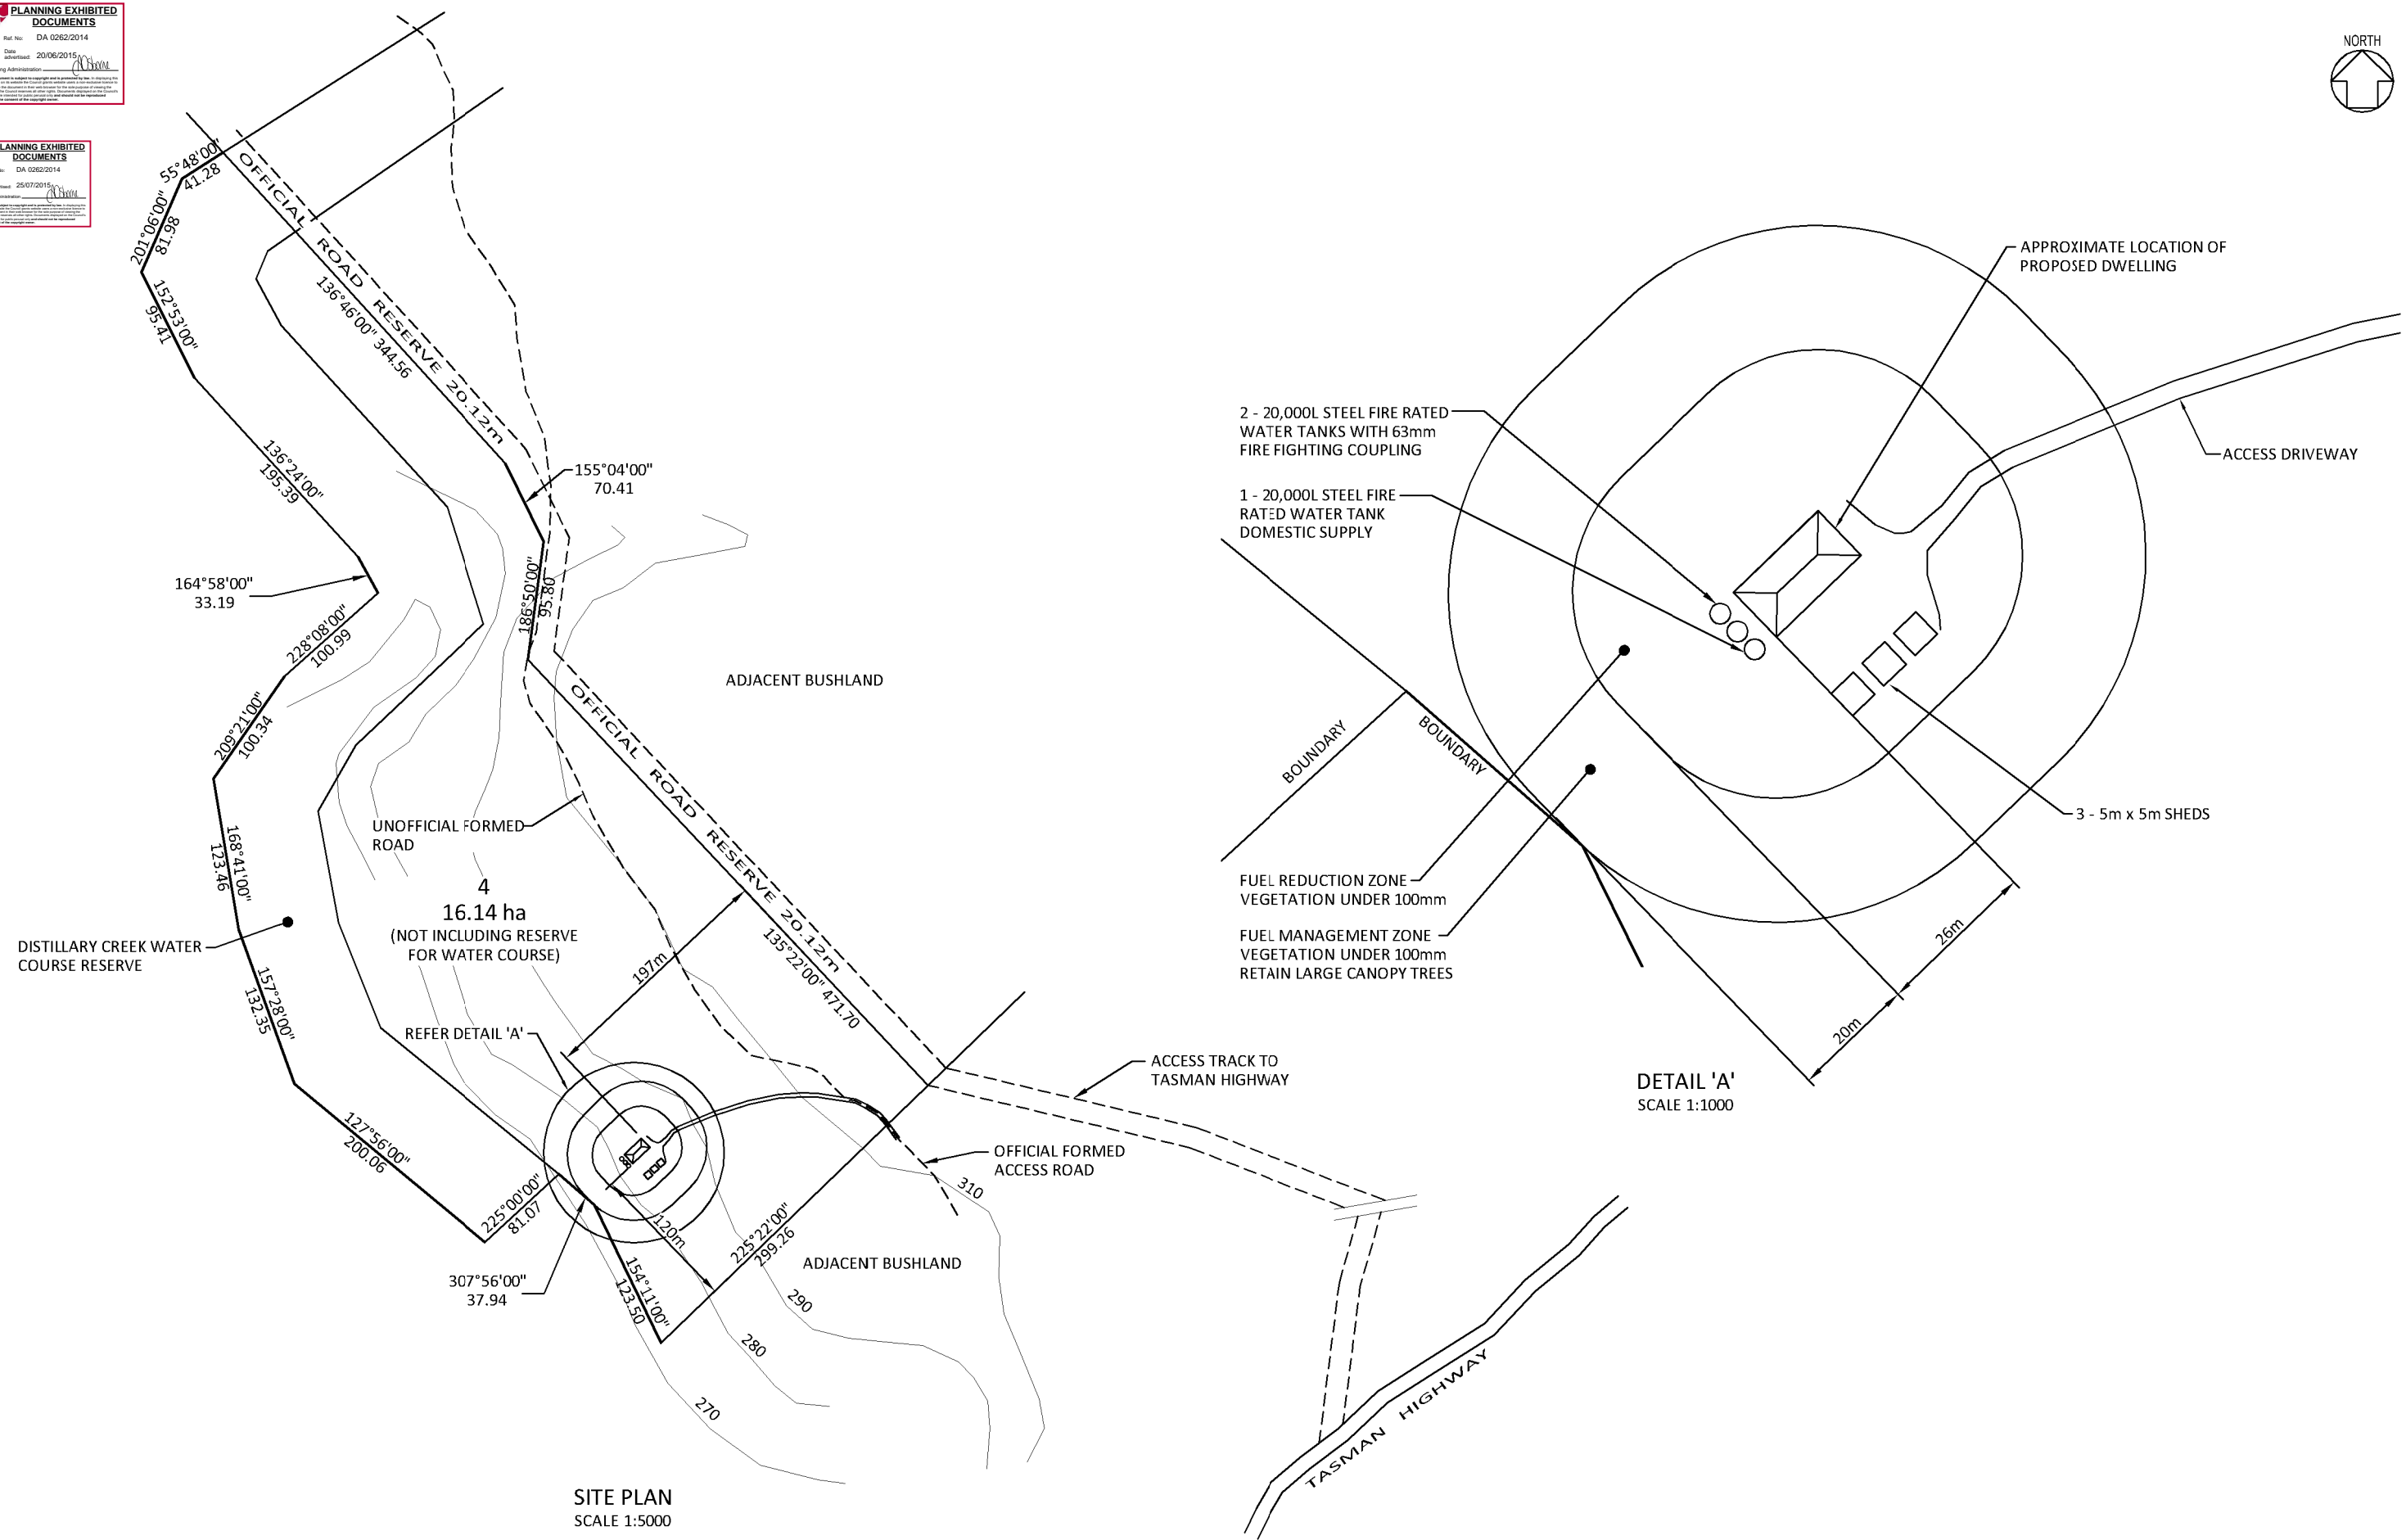 PLANNING EXHIBITED
DOCUMENTS
Ref. No: DA 0262/2014
Date
advertised: 20/06/2015
ng Administration
LANNING EXHIBITED
DOCUMENTS
DA 0262/2014
25/07/2015
NORTH
55°48'00"
41.28
201°06'00"
81.98
152°53'00"
95.41
136°24'00"
195.39
164°58'00"
33.19
228°08'00"
100.99
209°21'00"
100.34
168°41'00"
123.46
157°28'00"
132.35
127°56'00"
200.06
225°00'00"
81.07
307°56'00"
37.94
154°11'00"
123.50
225°22'00"
299.26
OFFICIAL ROAD RESERVE 20.12m
136°46'00" 344.56
155°04'00"
70.41
186°50'00"
95.80
OFFICIAL ROAD RESERVE 20.12m
135°22'00" 471.70
ADJACENT BUSHLAND
UNOFFICIAL FORMED
ROAD
4
16.14 ha
(NOT INCLUDING RESERVE
FOR WATER COURSE)
DISTILLARY CREEK WATER
COURSE RESERVE
197m
REFER DETAIL 'A'
120m
ACCESS TRACK TO
TASMAN HIGHWAY
OFFICIAL FORMED
ACCESS ROAD
ADJACENT BUSHLAND
310
290
280
270
TASMAN HIGHWAY
SITE PLAN
SCALE 1:5000
APPROXIMATE LOCATION OF
PROPOSED DWELLING
2 - 20,000L STEEL FIRE RATED
WATER TANKS WITH 63mm
FIRE FIGHTING COUPLING
1 - 20,000L STEEL FIRE
RATED WATER TANK
DOMESTIC SUPPLY
ACCESS DRIVEWAY
BOUNDARY
BOUNDARY
3 - 5m x 5m SHEDS
FUEL REDUCTION ZONE
VEGETATION UNDER 100mm
FUEL MANAGEMENT ZONE
VEGETATION UNDER 100mm
RETAIN LARGE CANOPY TREES
26m
20m
DETAIL 'A'
SCALE 1:1000